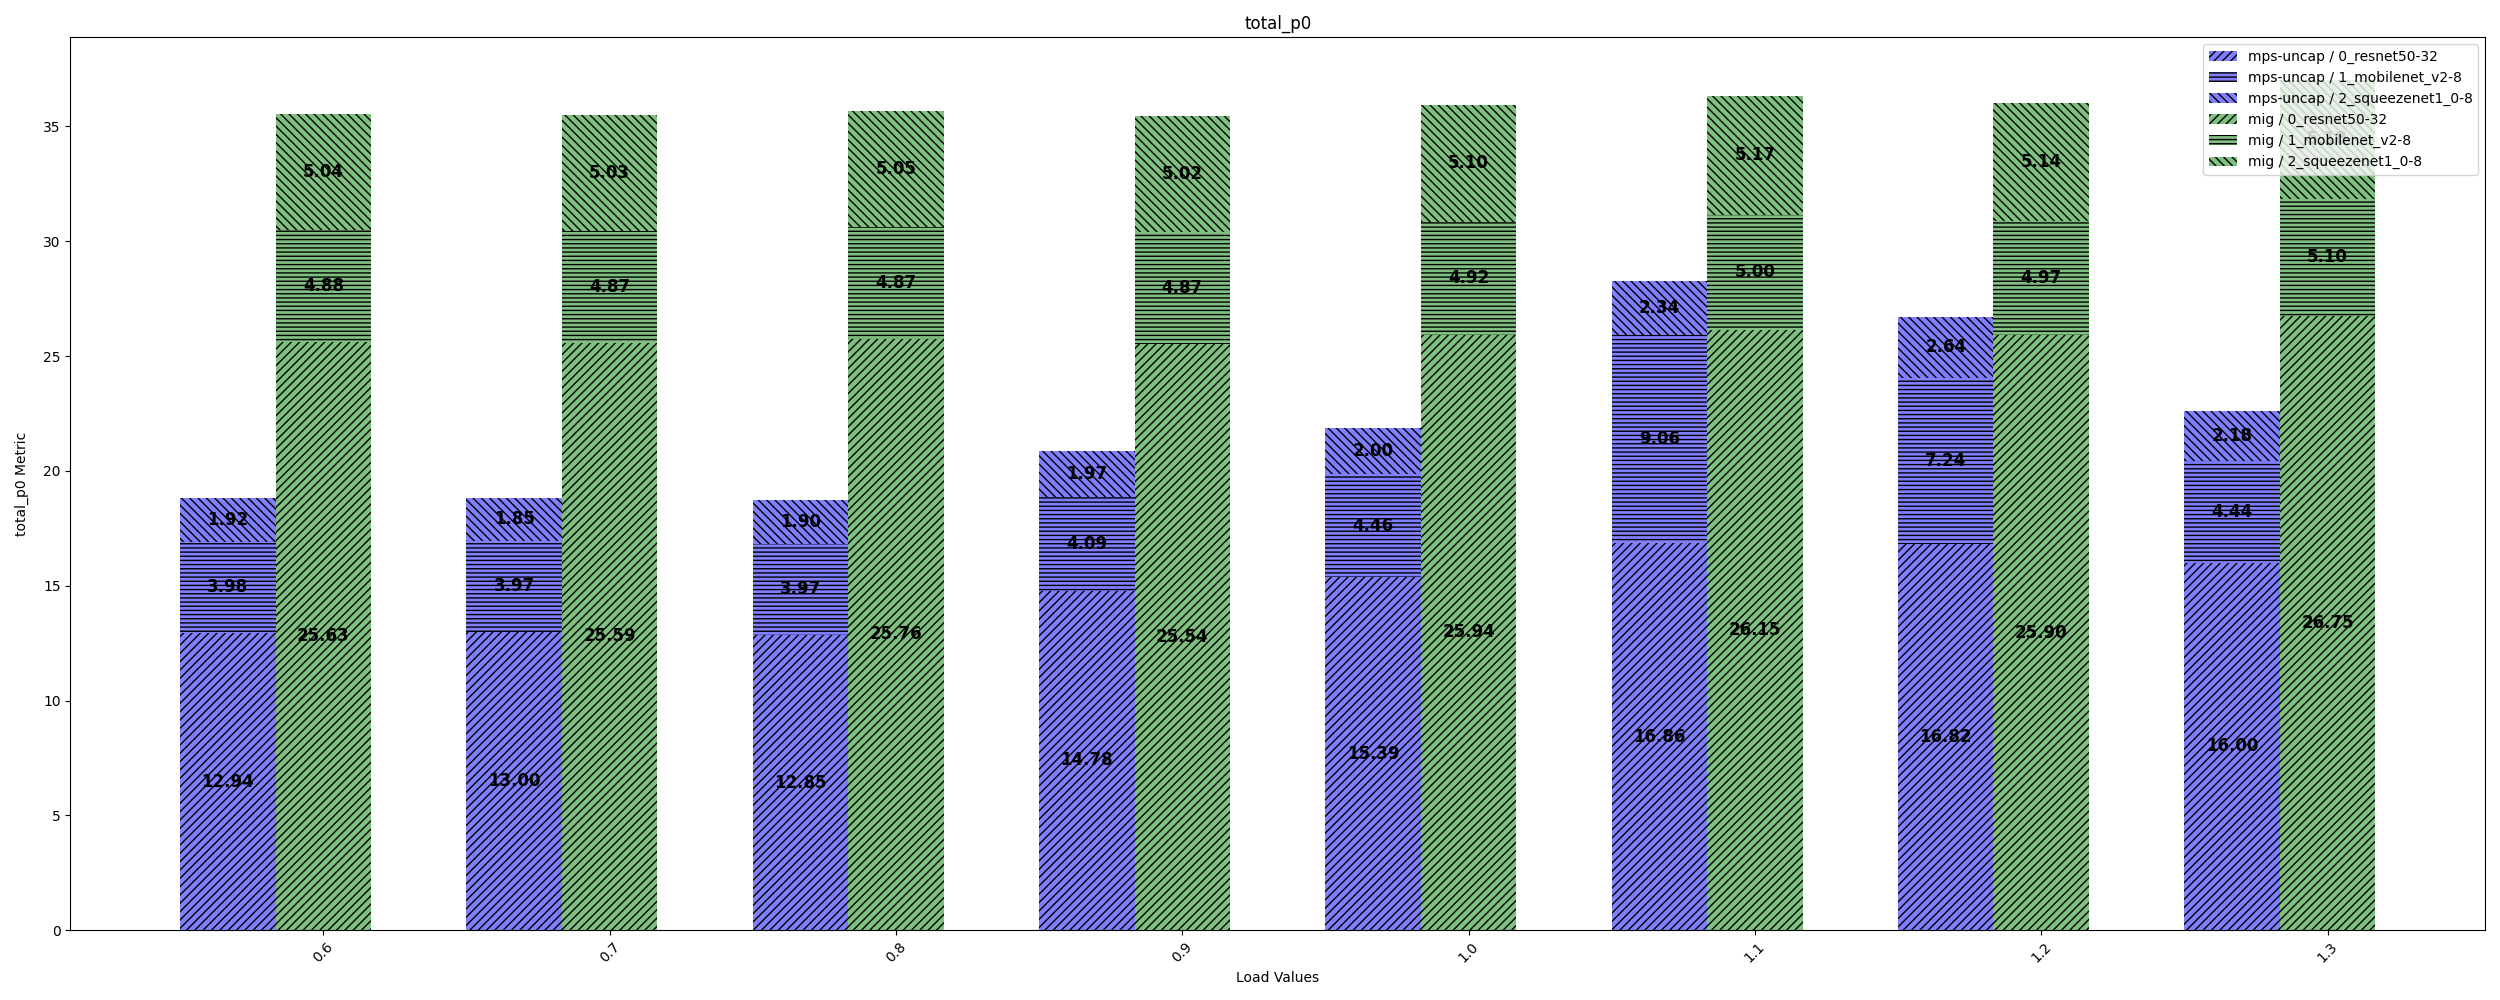 total_p0
mps-uncap / 0_resnet50-32
mps-uncap / 1_mobilenet_v2-8
mps-uncap / 2_squeezenet1_0-8
mig / 0_resnet50-32
mig / 1_mobilenet_v2-8
mig / 2_squeezenet1_0-8
total_p0 Metric
35
30
25
20
15
10
5
0
5.04 5.03 5.05 5.02 5.10 5.17 5.14
4.88 4.87 4.87 4.87 4.92 5.00 4.97 5.10
25.63 25.59 25.76 25.54 25.94 26.15 25.90 26.75
1.92 1.85 1.90 1.97 2.00 2.34 2.64 2.18
3.98 3.97 3.97 4.09 4.46 9.06 7.24 4.44
12.94 13.00 12.85 14.78 15.39 16.86 16.82 16.00
0.6 0.7 0.8 0.9 1.0 1.1 1.2 1.3
Load Values